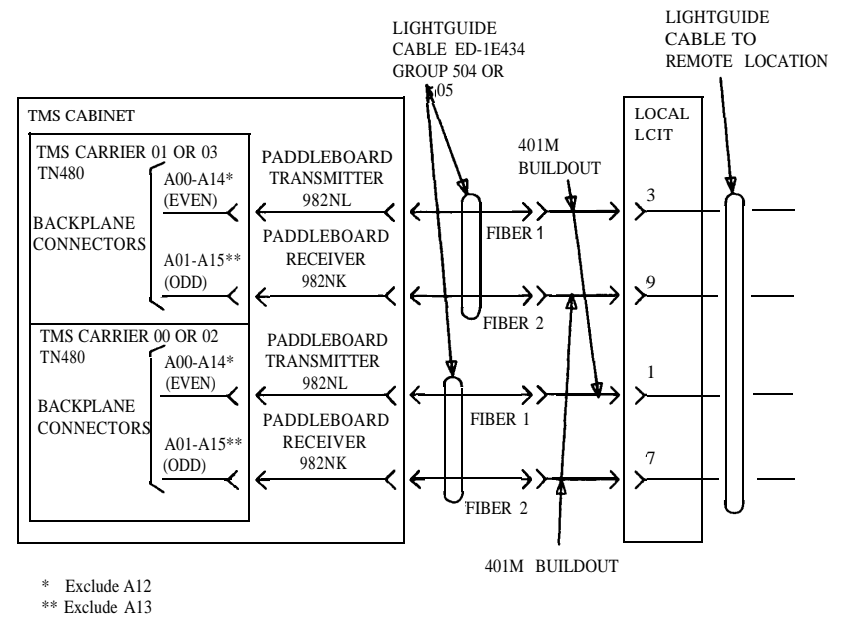 LIGHTGUIDE
CABLE ED-1E434
GROUP 504 OR
505
LIGHTGUIDE
CABLE TO
REMOTE LOCATION
TMS CABINET
LOCAL
LCIT
401M
BUILDOUT
TMS CARRIER 01 OR 03
TN480
A00-A14*
(EVEN)
BACKPLANE
CONNECTORS
A01-A15**
(ODD)
PADDLEBOARD
TRANSMITTER
982NL
PADDLEBOARD
RECEIVER
982NK
FIBER 1
FIBER 2
3
9
TMS CARRIER 00 OR 02
TN480
A00-A14*
(EVEN)
BACKPLANE
CONNECTORS
A01-A15**
(ODD)
PADDLEBOARD
TRANSMITTER
982NL
PADDLEBOARD
RECEIVER
982NK
FIBER 1
FIBER 2
1
7
401M BUILDOUT
* Exclude A12
** Exclude A13